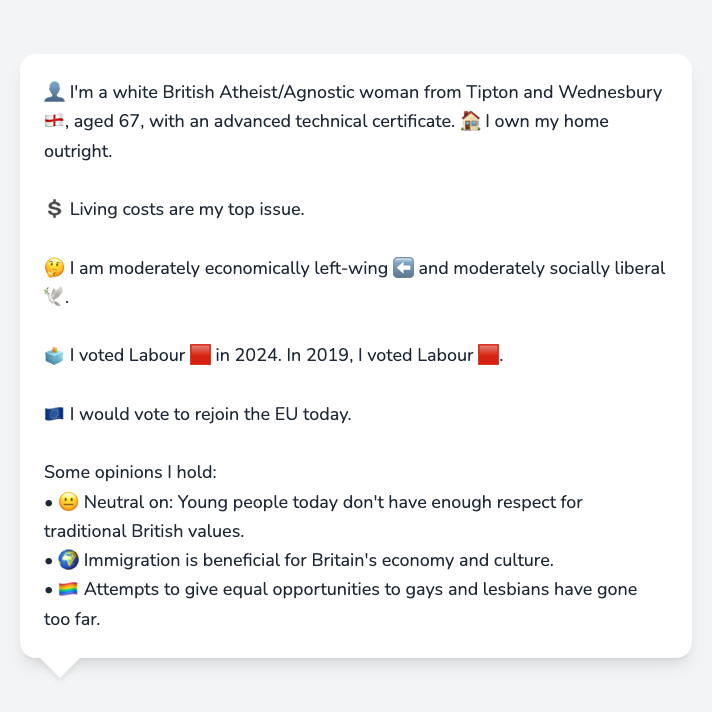 👤 I'm a white British Atheist/Agnostic woman from Tipton and Wednesbury
🏴󠁧󠁢󠁥󠁮󠁧󠁿, aged 67, with an advanced technical certificate. 🏠 I own my home
outright.
💲 Living costs are my top issue.
🤔 I am moderately economically left-wing ⬅️ and moderately socially liberal
🕊️.
🗳️ I voted Labour 🟥 in 2024. In 2019, I voted Labour 🟥.
🇪🇺 I would vote to rejoin the EU today.
Some opinions I hold:
• 😐 Neutral on: Young people today don't have enough respect for
traditional British values.
• 🌍 Immigration is beneficial for Britain's economy and culture.
• 🏳️‍🌈 Attempts to give equal opportunities to gays and lesbians have gone
too far.